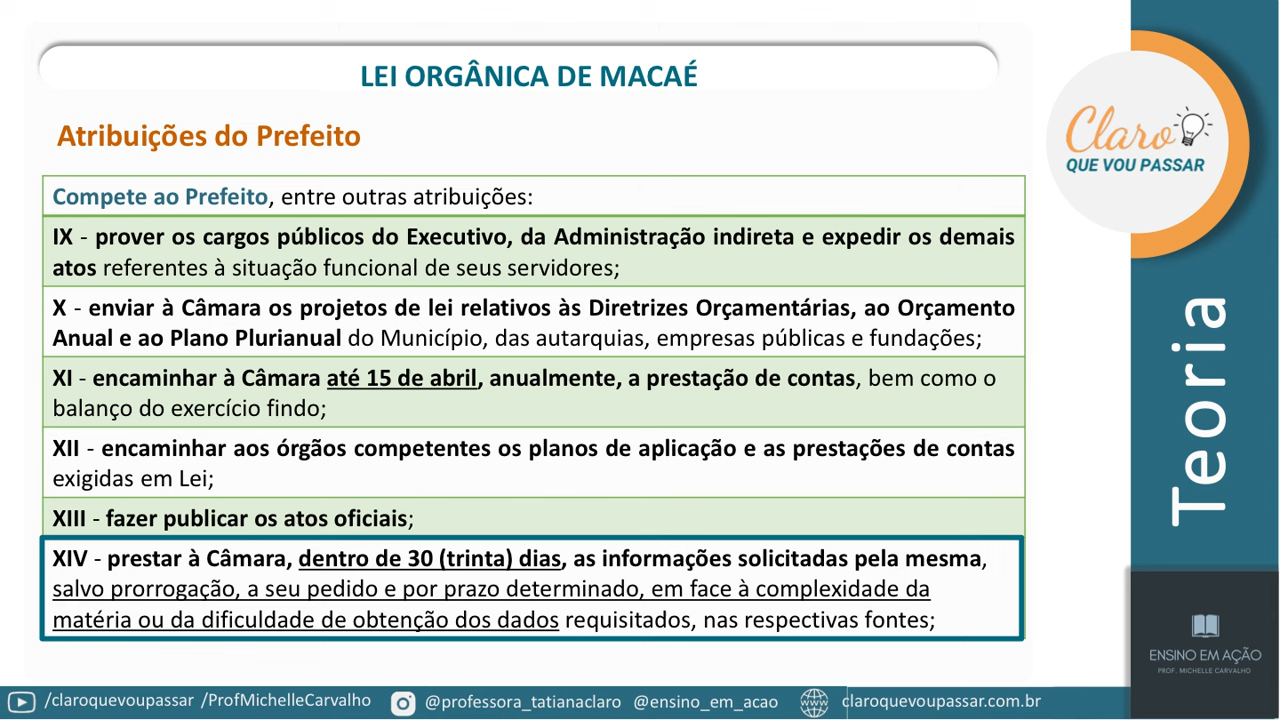 LEI ORGÂNICA DE MACAÉ
Atribuições do Prefeito
Compete ao Prefeito, entre outras atribuições:
IX - prover os cargos públicos do Executivo, da Administração indireta e expedir os demais
atos referentes à situação funcional de seus servidores;
X - enviar à Câmara os projetos de lei relativos às Diretrizes Orçamentárias, ao Orçamento
Anual e ao Plano Plurianual do Município, das autarquias, empresas públicas e fundações;
XI - encaminhar à Câmara até 15 de abril, anualmente, a prestação de contas, bem como o
balanço do exercício findo;
XII - encaminhar aos órgãos competentes os planos de aplicação e as prestações de contas
exigidas em Lei;
XIII - fazer publicar os atos oficiais;
XIV - prestar à Câmara, dentro de 30 (trinta) dias, as informações solicitadas pela mesma,
salvo prorrogação, a seu pedido e por prazo determinado, em face à complexidade da
matéria ou da dificuldade de obtenção dos dados requisitados, nas respectivas fontes;
Claro
QUE VOU PASSAR
Teoria
ENSINO EM AÇÃO
PROF. MICHELLE CARVALHO
/claroquevoupassar /ProfMichelleCarvalho
@professora_tatianaclaro @ensino_em_acao
claroquevoupassar.com.br